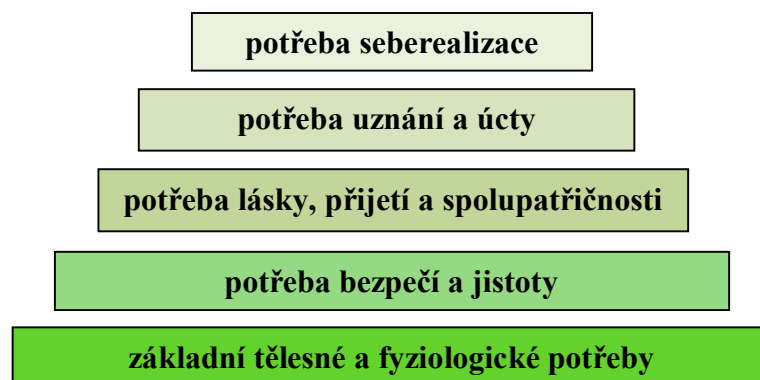 potřeba seberealizace
potřeba uznání a úcty
potřeba lásky, přijetí a spolupatřičnosti
potřeba bezpečí a jistoty
základní tělesné a fyziologické potřeby